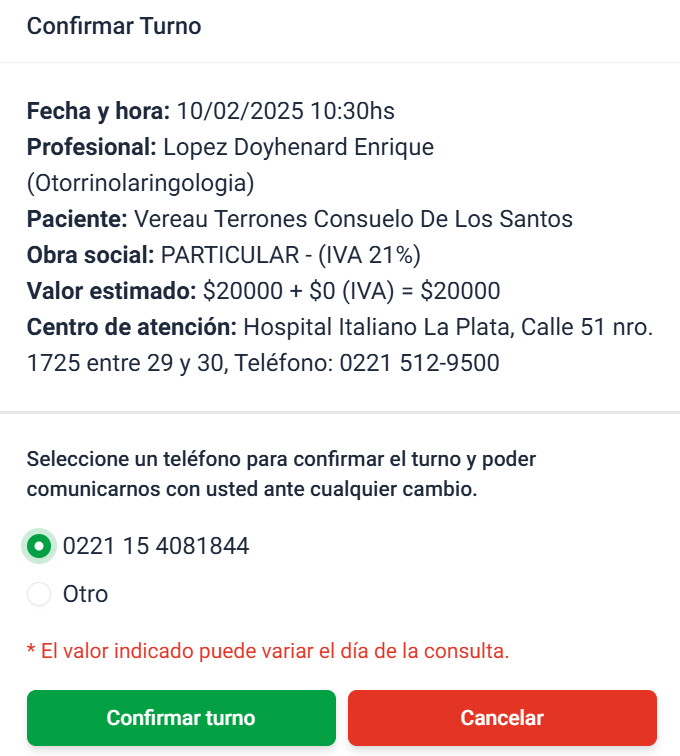 Confirmar Turno
Fecha y hora: 10/02/2025 10:30hs
Profesional: Lopez Doyhenard Enrique
(Otorrinolaringologia)
Paciente: Vereau Terrones Consuelo De Los Santos
Obra social: PARTICULAR - (IVA 21%)
Valor estimado: $20000 + $0 (IVA) = $20000
Centro de atención: Hospital Italiano La Plata, Calle 51 nro.
1725 entre 29 y 30, Teléfono: 0221 512-9500
Seleccione un teléfono para confirmar el turno y poder
comunicarnos con usted ante cualquier cambio.
0221 15 4081844
Otro
* El valor indicado puede variar el día de la consulta.
Confirmar turno
Cancelar